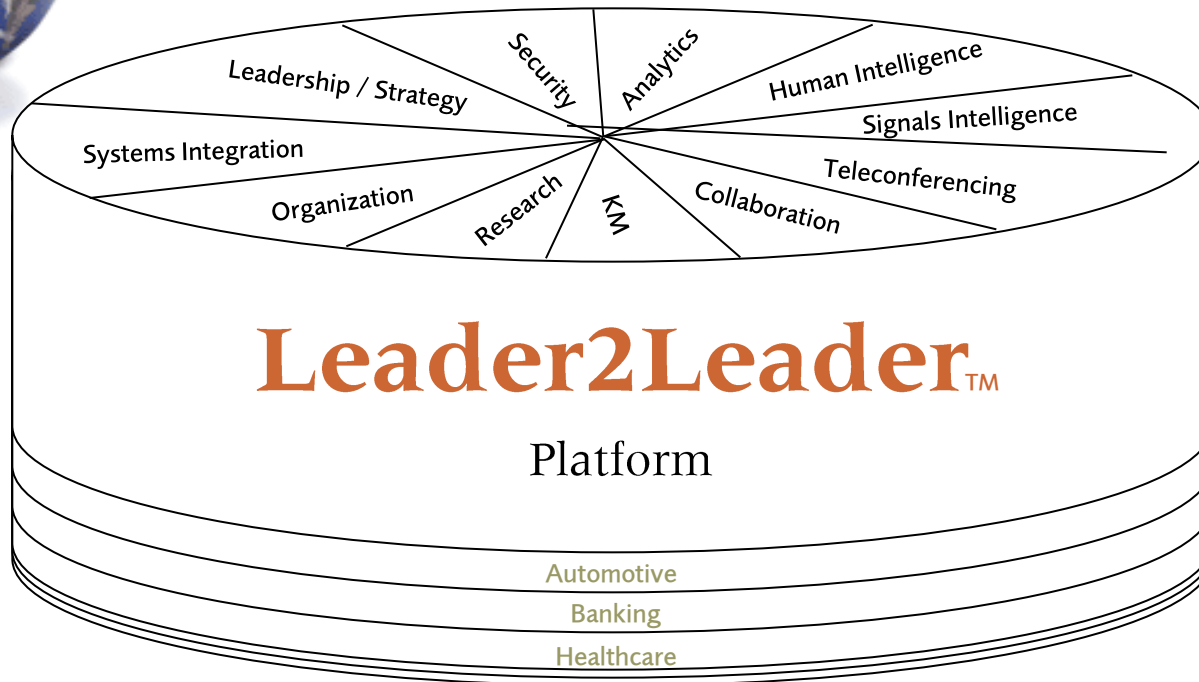 Security
Analytics
Leadership / Strategy
Human Intelligence
Signals Intelligence
Systems Integration
Teleconferencing
Organization
Research
KM
Collaboration
Leader2Leader™
Platform
Automotive
Banking
Healthcare